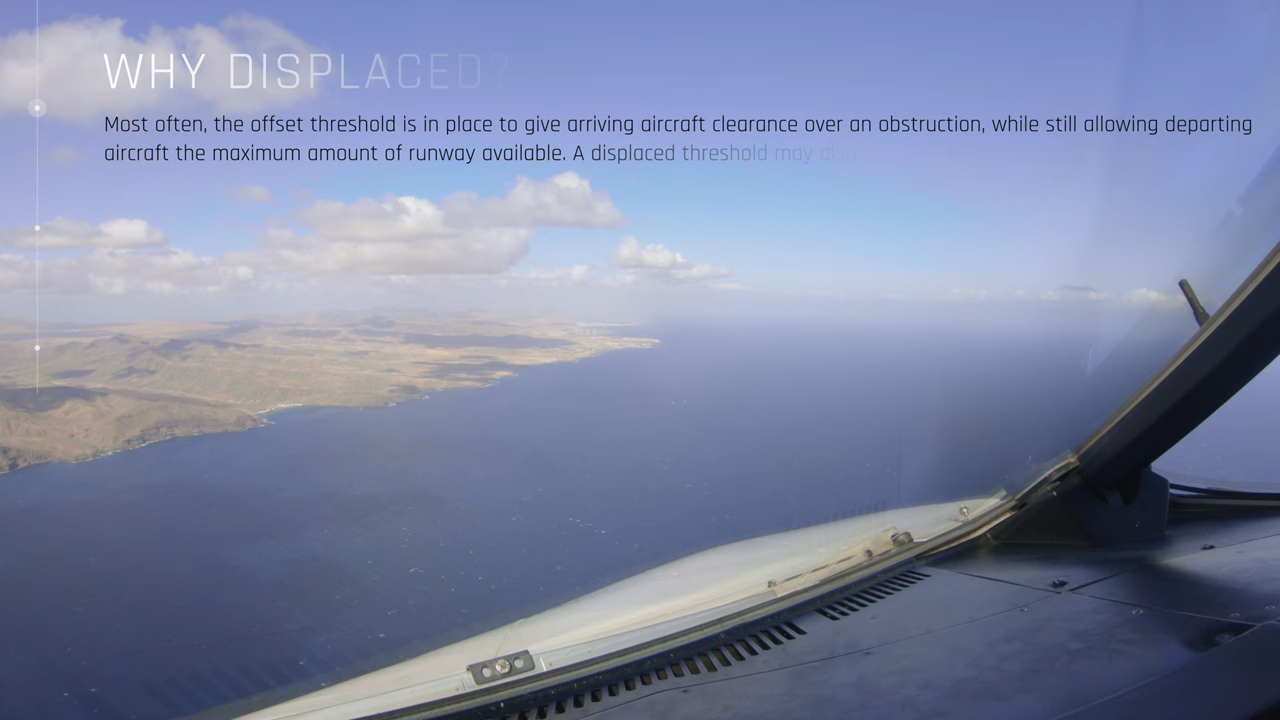 WHY DISPLACED?
Most often, the offset threshold is in place to give arriving aircraft clearance over an obstruction, while still allowing departing
aircraft the maximum amount of runway available. A displaced threshold may also